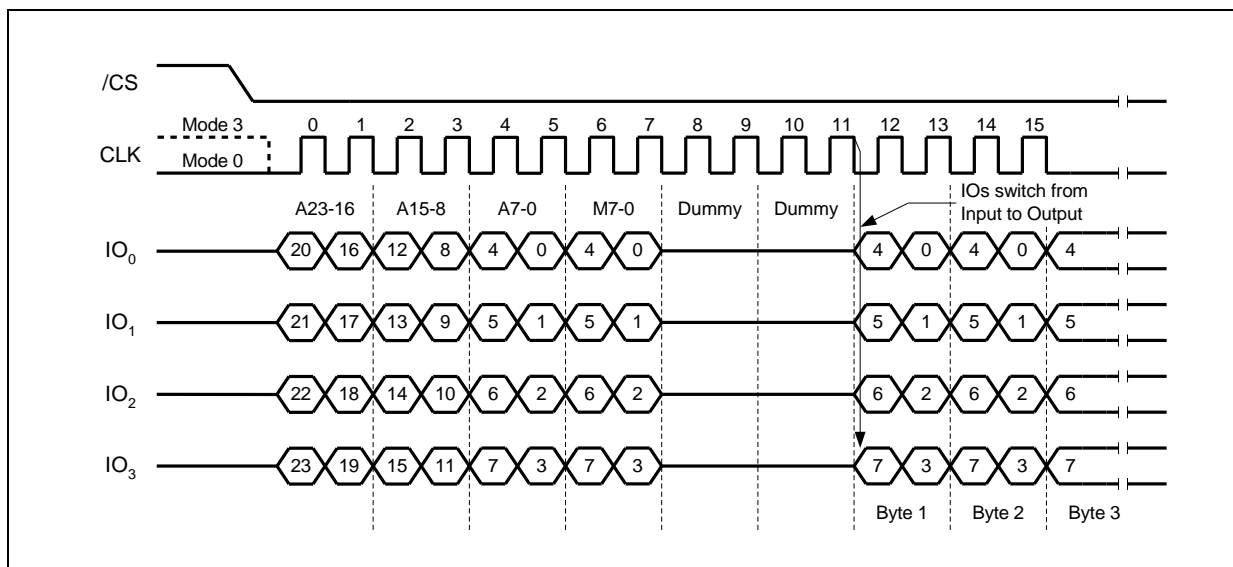 /CS
Mode 3
0 1 2 3 4 5 6 7 8 9 10 11 12 13 14 15
CLK
Mode 0
IOs switch from
Input to Output
A23-16 A15-8 A7-0 M7-0 Dummy Dummy
IO0 20 16 12 8 4 0 4 0 4 0 4 0 4
IO1 21 17 13 9 5 1 5 1 5 1 5 1 5
IO2 22 18 14 10 6 2 6 2 6 2 6 2 6
IO3 23 19 15 11 7 3 7 3 7 3 7 3 7
Byte 1 Byte 2 Byte 3